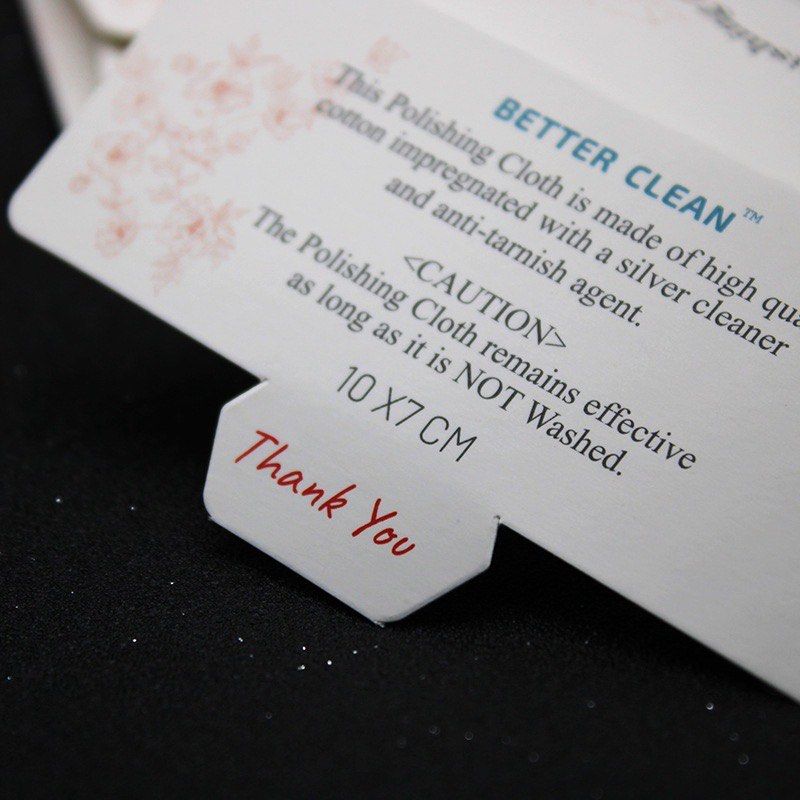 BETTER CLEAN™
This Polishing Cloth is made of high
cotton impregnated with a silver cleaner
and anti-tarnish agent.
<CAUTION>
The Polishing Cloth remains effective
as long as it is NOT Washed.
10 X7 CM
Thank You